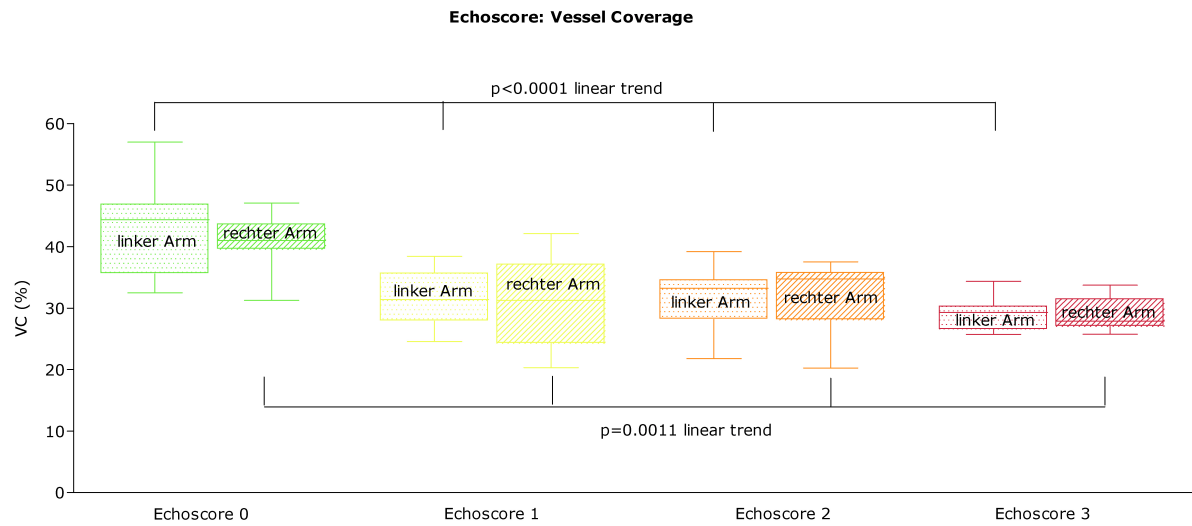 Echoscore: Vessel Coverage
p<0.0001 linear trend
VC (%)
60
50
40
30
20
10
0
linker Arm
rechter Arm
linker Arm
rechter Arm
linker Arm
rechter Arm
linker Arm
rechter Arm
p=0.0011 linear trend
Echoscore 0
Echoscore 1
Echoscore 2
Echoscore 3